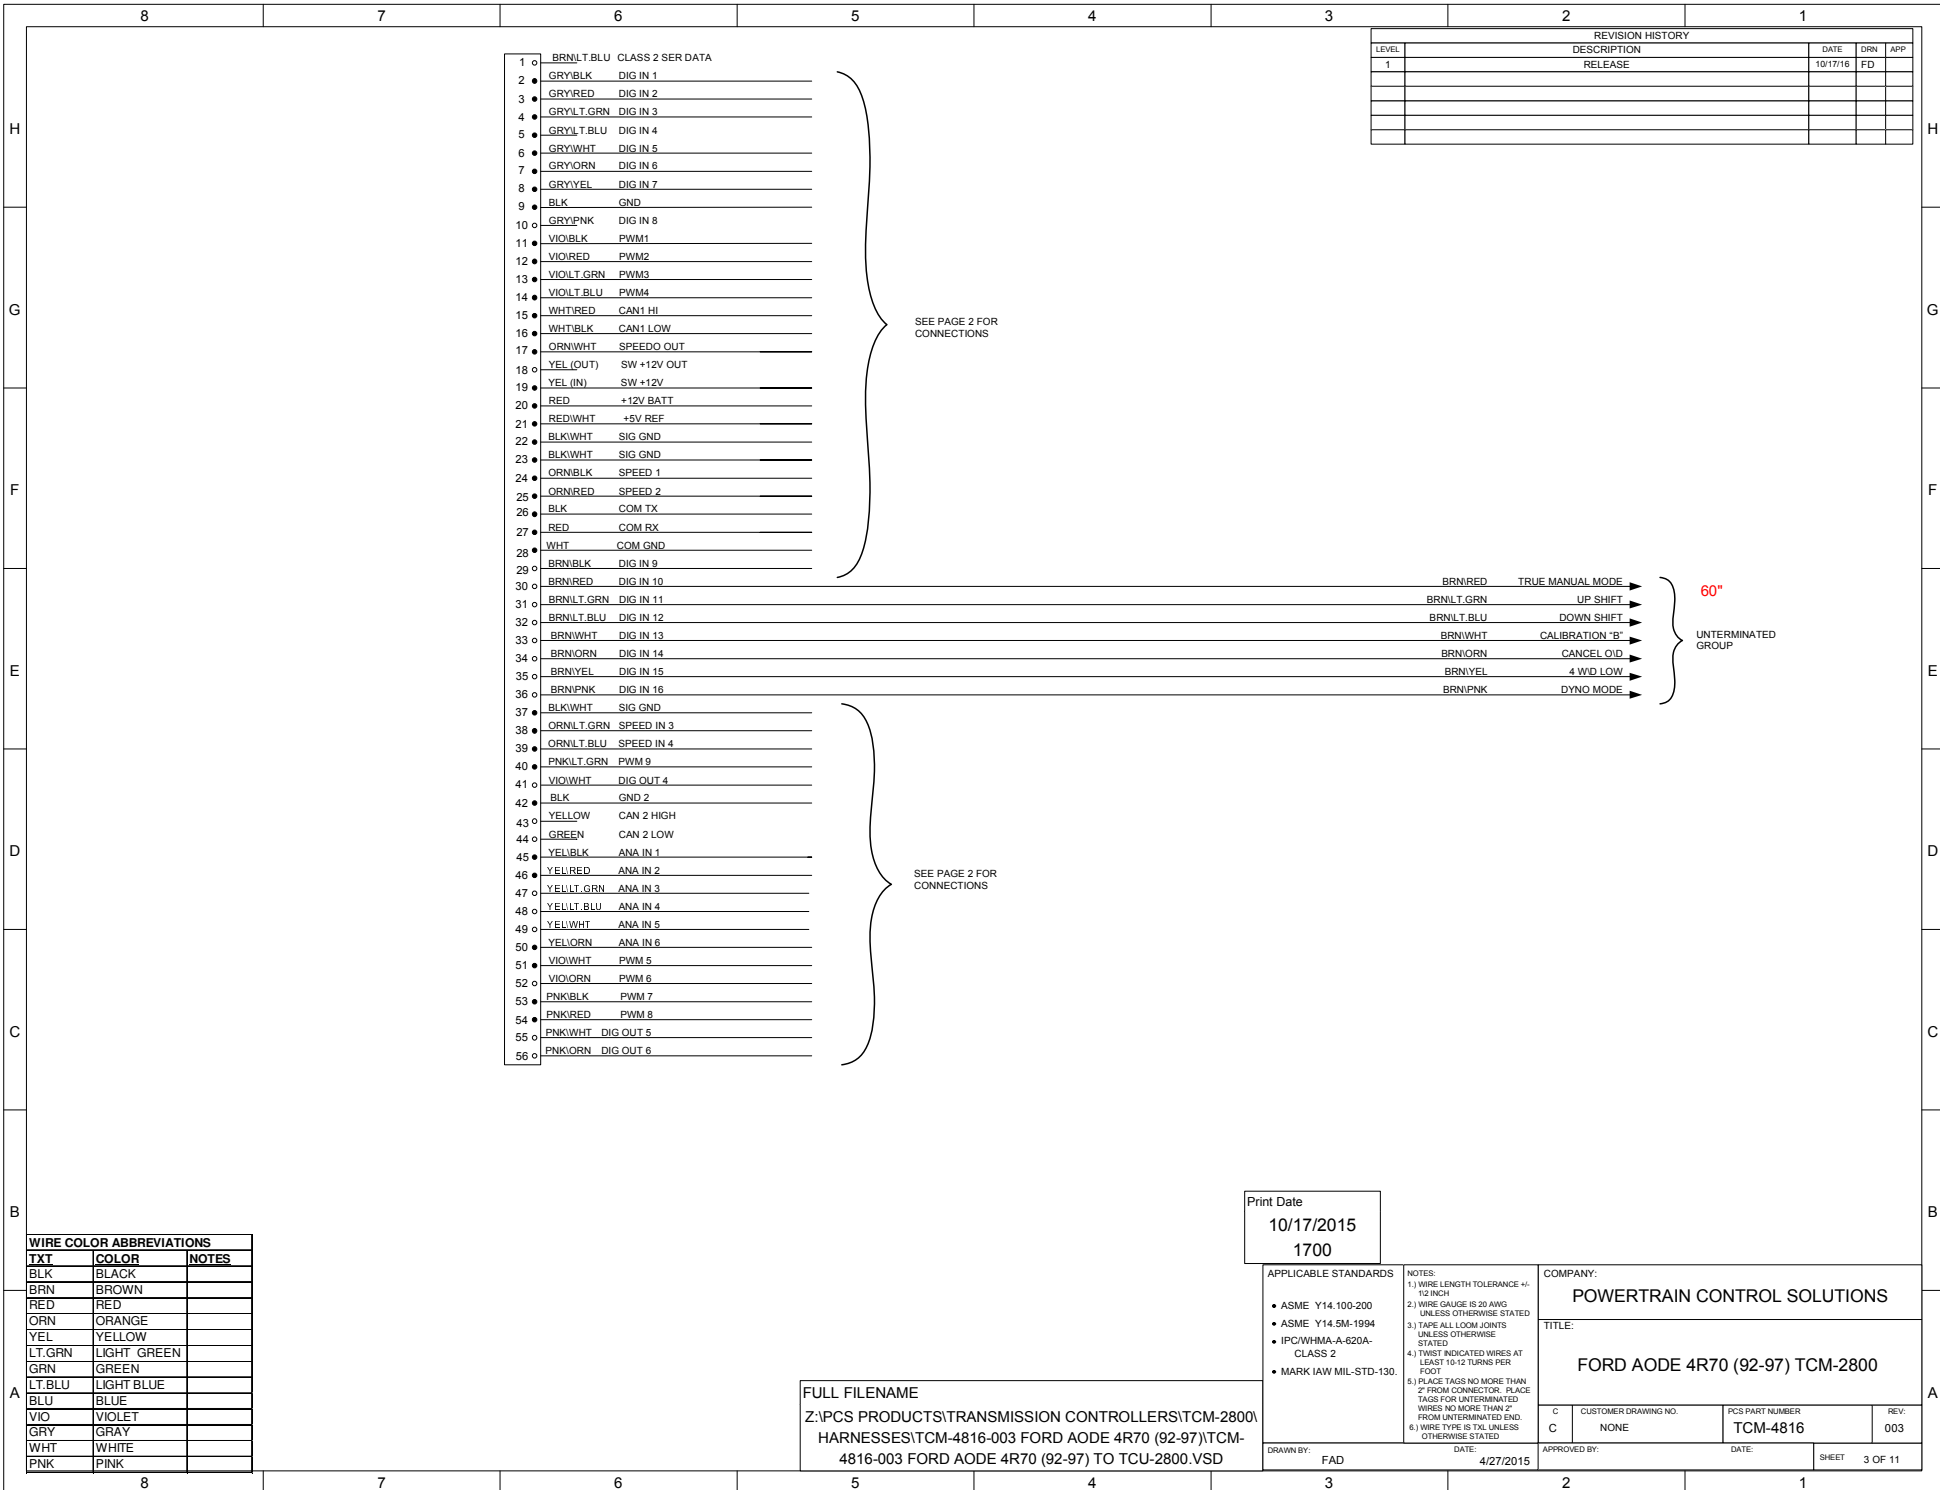 8 7 6 5 4 3 2 1
REVISION HISTORY
LEVEL DESCRIPTION DATE DRN APP
1 RELEASE 10/17/16 FD
H H
G G
F F
E E
D D
C C
B B
A A
1 BRN\LT.BLU CLASS 2 SER DATA
2 GRY\BLK DIG IN 1
3 GRY\RED DIG IN 2
4 GRY\LT.GRN DIG IN 3
5 GRY\LT.BLU DIG IN 4
6 GRY\WHT DIG IN 5
7 GRY\ORN DIG IN 6
8 GRY\YEL DIG IN 7
9 BLK GND
10 GRY\PNK DIG IN 8
11 VIO\BLK PWM1
12 VIO\RED PWM2
13 VIO\LT.GRN PWM3
14 VIO\LT.BLU PWM4
15 WHT\RED CAN1 HI
16 WHT\BLK CAN1 LOW
17 ORN\WHT SPEEDO OUT
18 YEL (OUT) SW +12V OUT
19 YEL (IN) SW +12V
20 RED +12V BATT
21 RED\WHT +5V REF
22 BLK\WHT SIG GND
23 BLK\WHT SIG GND
24 ORN\BLK SPEED 1
25 ORN\RED SPEED 2
26 BLK COM TX
27 RED COM RX
28 WHT COM GND
29 BRN\BLK DIG IN 9
SEE PAGE 2 FOR
CONNECTIONS
30 BRN\RED DIG IN 10 BRN\RED TRUE MANUAL MODE
31 BRN\LT.GRN DIG IN 11 BRN\LT.GRN UP SHIFT
32 BRN\LT.BLU DIG IN 12 BRN\LT.BLU DOWN SHIFT
33 BRN\WHT DIG IN 13 BRN\WHT CALIBRATION "B"
34 BRN\ORN DIG IN 14 BRN\ORN CANCEL O\D
35 BRN\YEL DIG IN 15 BRN\YEL 4 W\D LOW
36 BRN\PNK DIG IN 16 BRN\PNK DYNO MODE
60"
UNTERMINATED
GROUP
37 BLK\WHT SIG GND
38 ORN\LT.GRN SPEED IN 3
39 ORN\LT.BLU SPEED IN 4
40 PNK\LT.GRN PWM 9
41 VIO\WHT DIG OUT 4
42 BLK GND 2
43 YELLOW CAN 2 HIGH
44 GREEN CAN 2 LOW
45 YEL\BLK ANA IN 1
46 YEL\RED ANA IN 2
47 YEL\LT.GRN ANA IN 3
48 YEL\LT.BLU ANA IN 4
49 YEL\WHT ANA IN 5
50 YEL\ORN ANA IN 6
51 VIO\WHT PWM 5
52 VIO\ORN PWM 6
53 PNK\BLK PWM 7
54 PNK\RED PWM 8
55 PNK\WHT DIG OUT 5
56 PNK\ORN DIG OUT 6
SEE PAGE 2 FOR
CONNECTIONS
WIRE COLOR ABBREVIATIONS
TXT COLOR NOTES
BLK BLACK
BRN BROWN
RED RED
ORN ORANGE
YEL YELLOW
LT.GRN LIGHT GREEN
GRN GREEN
LT.BLU LIGHT BLUE
BLU BLUE
VIO VIOLET
GRY GRAY
WHT WHITE
PNK PINK
Print Date
10/17/2015
1700
FULL FILENAME
Z:\PCS PRODUCTS\TRANSMISSION CONTROLLERS\TCM-2800\
HARNESSES\TCM-4816-003 FORD AODE 4R70 (92-97)\TCM-
4816-003 FORD AODE 4R70 (92-97) TO TCU-2800.VSD
APPLICABLE STANDARDS
• ASME Y14.100-200
• ASME Y14.5M-1994
• IPC/WHMA-A-620A-
CLASS 2
• MARK IAW MIL-STD-130.
NOTES:
1.) WIRE LENGTH TOLERANCE +/-
1\2 INCH
2.) WIRE GAUGE IS 20 AWG
UNLESS OTHERWISE STATED
3.) TAPE ALL LOOM JOINTS
UNLESS OTHERWISE
STATED
4.) TWIST INDICATED WIRES AT
LEAST 10-12 TURNS PER
FOOT
5.) PLACE TAGS NO MORE THAN
2" FROM CONNECTOR. PLACE
TAGS FOR UNTERMINATED
WIRES NO MORE THAN 2"
FROM UNTERMINATED END.
6.) WIRE TYPE IS TXL UNLESS
OTHERWISE STATED
COMPANY:
POWERTRAIN CONTROL SOLUTIONS
TITLE:
FORD AODE 4R70 (92-97) TCM-2800
C CUSTOMER DRAWING NO. PCS PART NUMBER REV:
C NONE TCM-4816 003
DRAWN BY: DATE: APPROVED BY: DATE:
FAD 4/27/2015 SHEET 3 OF 11
8 7 6 5 4 3 2 1